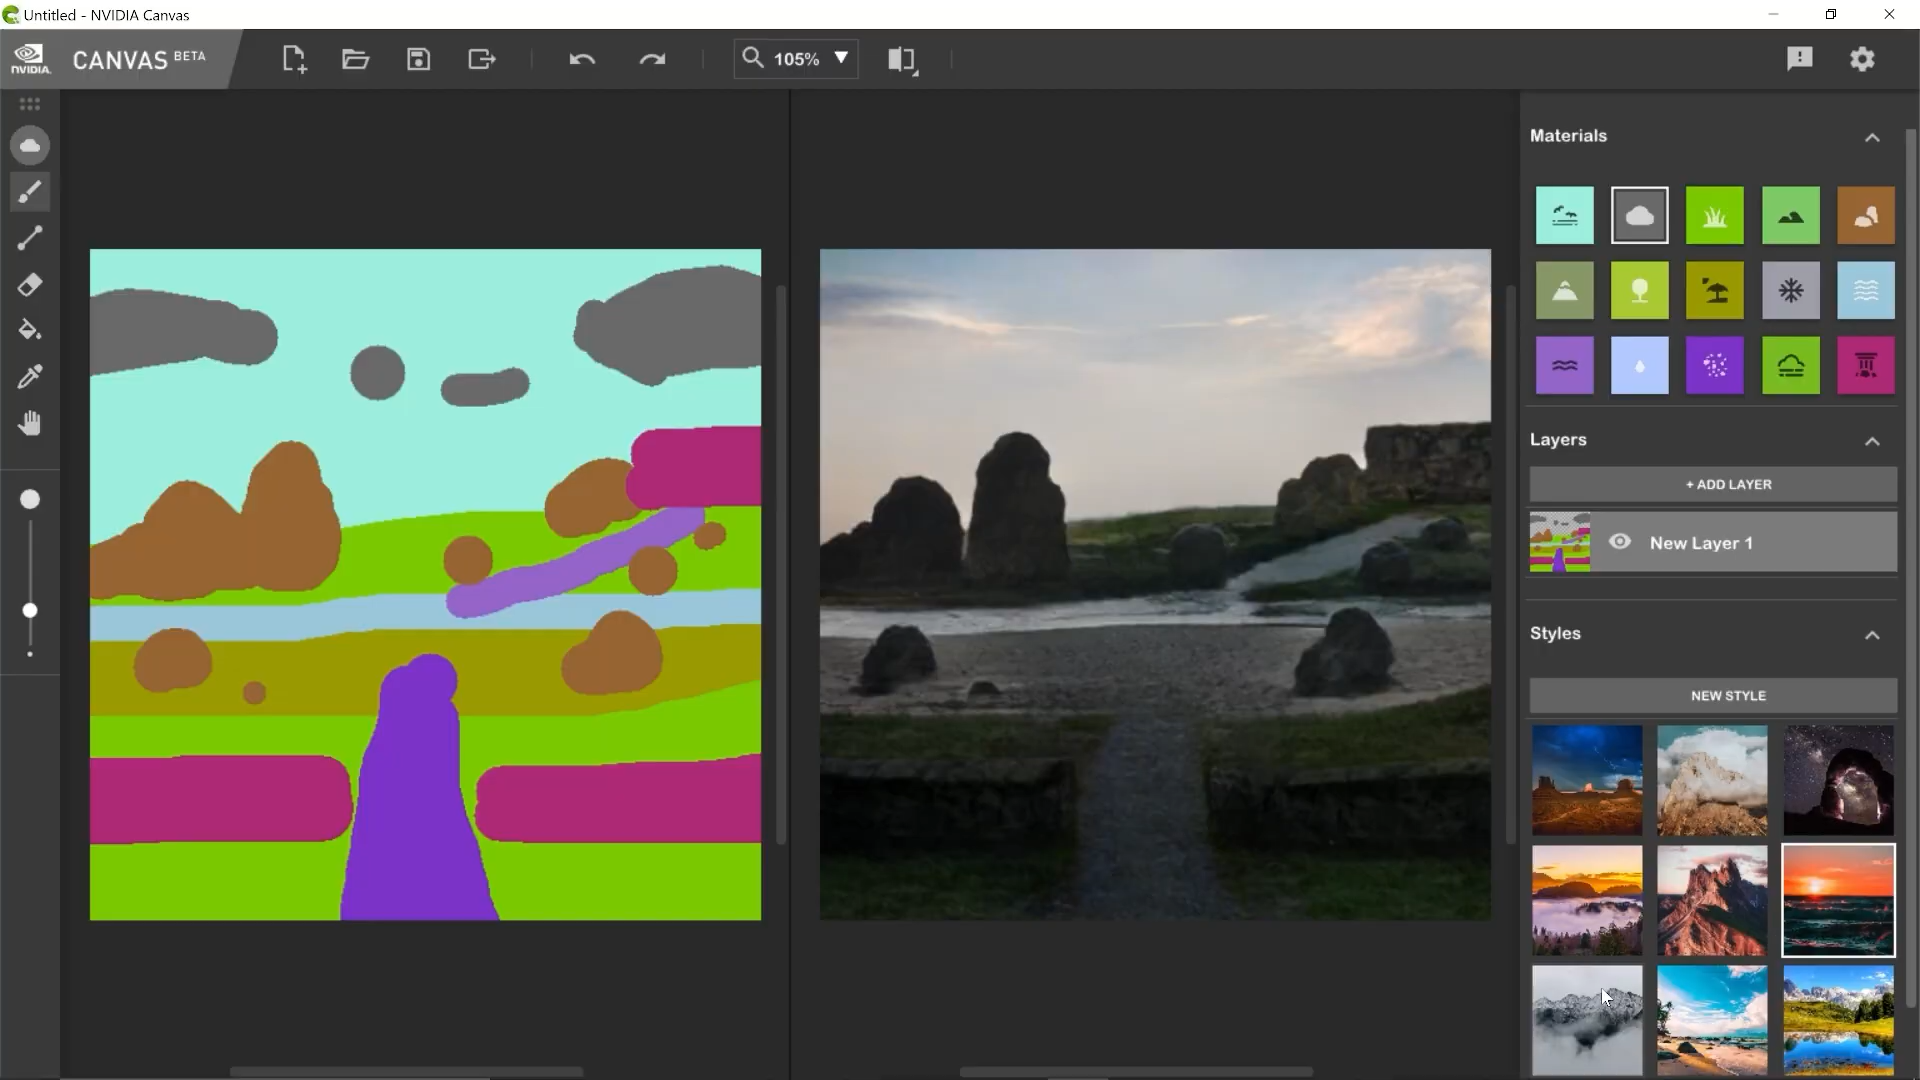 Untitled - NVIDIA Canvas
NVIDIA.
CANVAS BETA
105%
Materials
Layers
+ ADD LAYER
New Layer 1
Styles
NEW STYLE